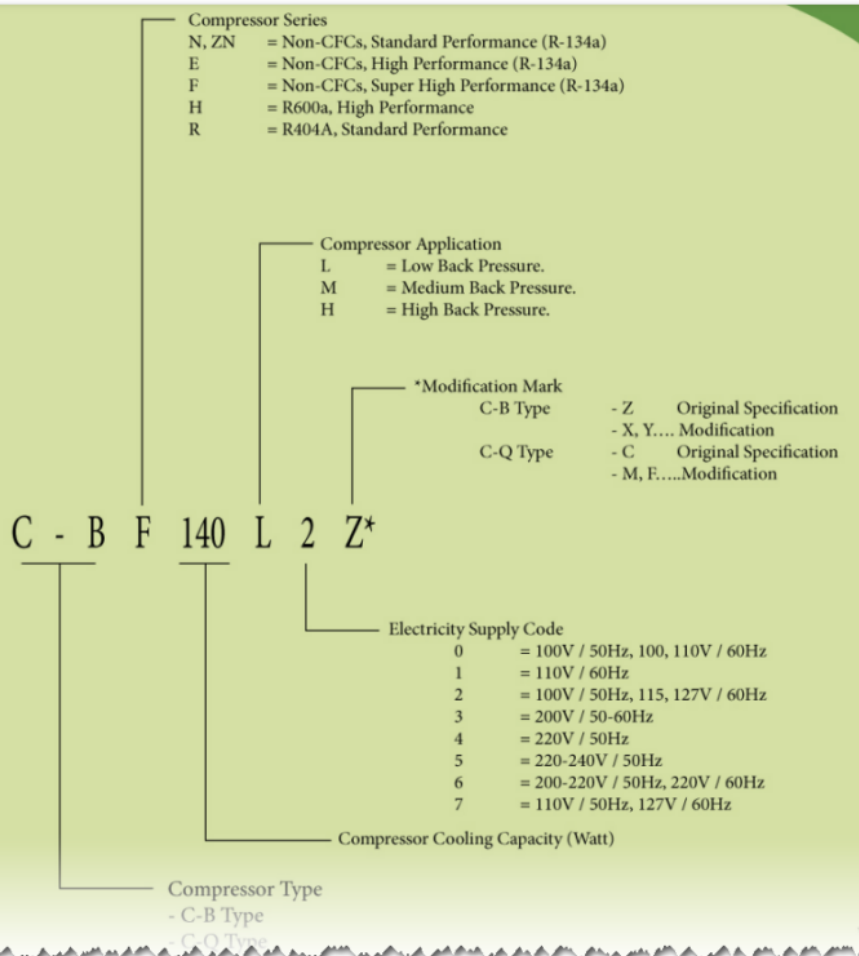 Compressor Series
N, ZN = Non-CFCs, Standard Performance (R-134a)
E = Non-CFCs, High Performance (R-134a)
F = Non-CFCs, Super High Performance (R-134a)
H = R600a, High Performance
R = R404A, Standard Performance
Compressor Application
L = Low Back Pressure.
M = Medium Back Pressure.
H = High Back Pressure.
*Modification Mark
C-B Type - Z Original Specification
- X, Y.... Modification
C-Q Type - C Original Specification
- M, F.....Modification
C - B F 140 L 2 Z*
Electricity Supply Code
0 = 100V / 50Hz, 100, 110V / 60Hz
1 = 110V / 60Hz
2 = 100V / 50Hz, 115, 127V / 60Hz
3 = 200V / 50-60Hz
4 = 220V / 50Hz
5 = 220-240V / 50Hz
6 = 200-220V / 50Hz, 220V / 60Hz
7 = 110V / 50Hz, 127V / 60Hz
Compressor Cooling Capacity (Watt)
Compressor Type
- C-B Type
- C-Q Type